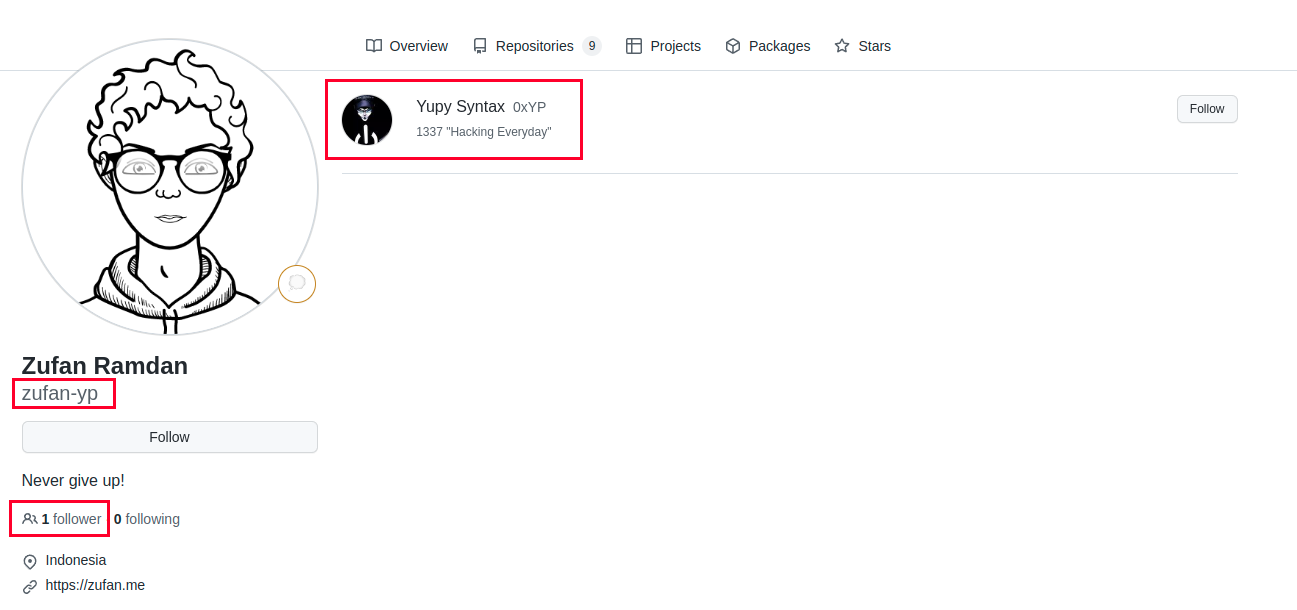 Overview Repositories 9 Projects Packages Stars
Yupy Syntax 0xYP
1337 "Hacking Everyday"
Follow
Zufan Ramdan
zufan-yp
Follow
Never give up!
1 follower 0 following
Indonesia
https://zufan.me